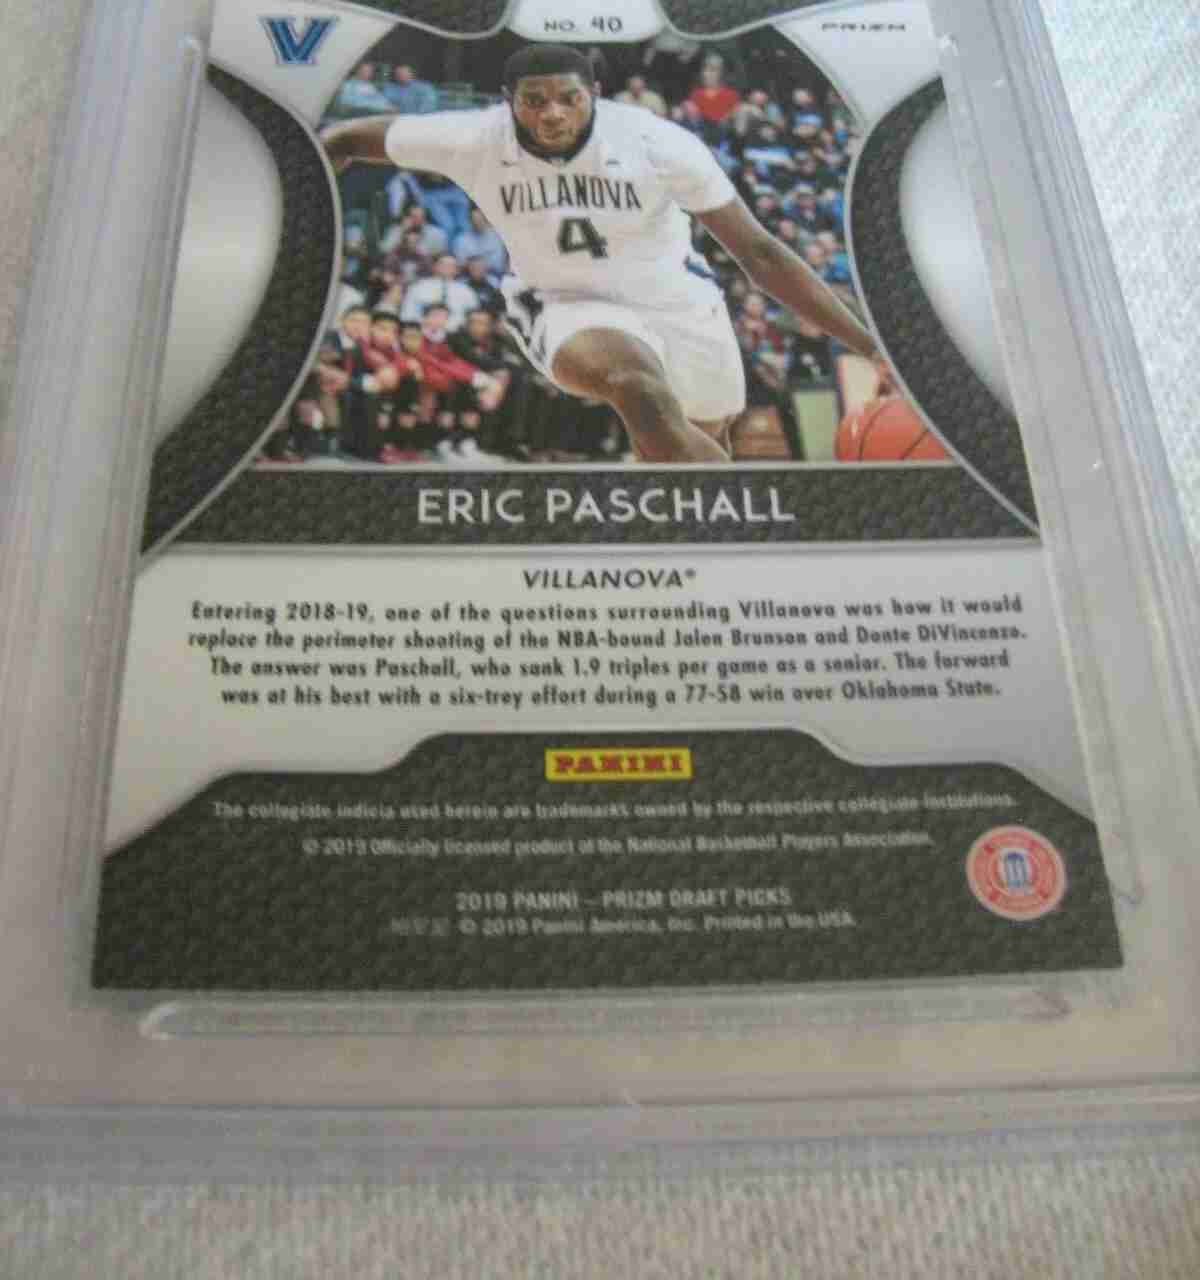 V
NO. 40
PRIZM
VILLANOVA
4
ERIC PASCHALL
VILLANOVA®
Entering 2018-19, one of the questions surrounding Villanova was how it would
replace the perimeter shooting of the NBA-bound Jalen Brunson and Donte DiVincenzo.
The answer was Paschall, who sank 1.9 triples per game as a senior. The forward
was at his best with a six-trey effort during a 77-58 win over Oklahoma State.
PANINI
The collegiate indicia used herein are trademarks owned by the respective collegiate institutions.
© 2019 Officially licensed product of the National Basketball Players Association.
2019 PANINI – PRIZM DRAFT PICKS
© 2019 Panini America, Inc. Printed in the USA.